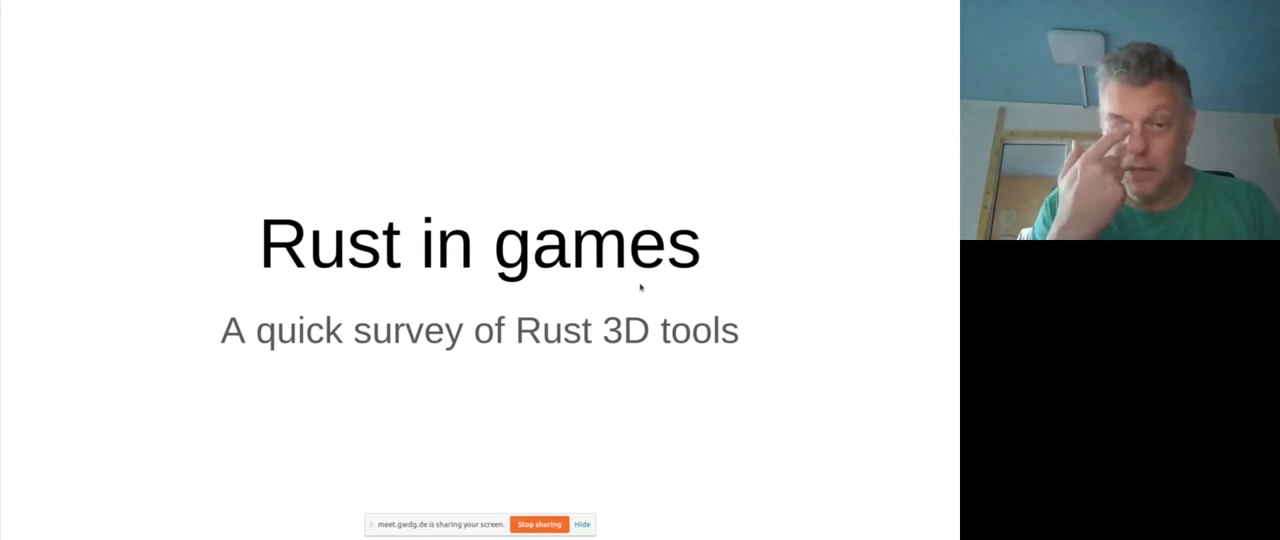 Rust in games
A quick survey of Rust 3D tools
meet.gwdg.de is sharing your screen. Stop sharing Hide